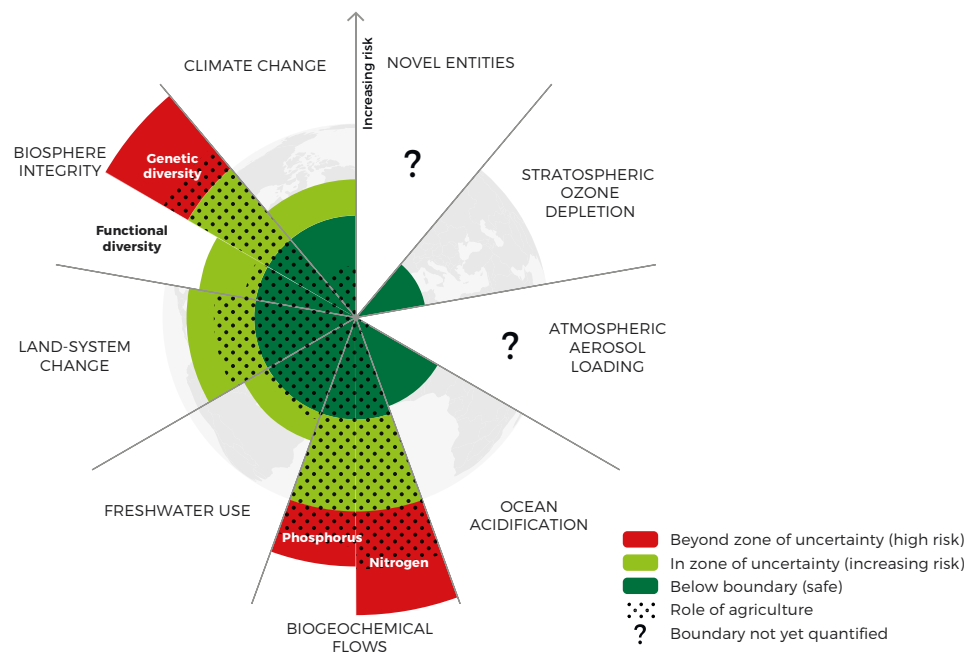 CLIMATE CHANGE
Increasing risk
NOVEL ENTITIES
?
BIOSPHERE
INTEGRITY
Genetic
diversity
STRATOSPHERIC
OZONE
DEPLETION
Functional
diversity
LAND-SYSTEM
CHANGE
?
ATMOSPHERIC
AEROSOL
LOADING
FRESHWATER USE
OCEAN
ACIDIFICATION
Phosphorus
Nitrogen
BIOGEOCHEMICAL
FLOWS
Beyond zone of uncertainty (high risk)
In zone of uncertainty (increasing risk)
Below boundary (safe)
Role of agriculture
? Boundary not yet quantified